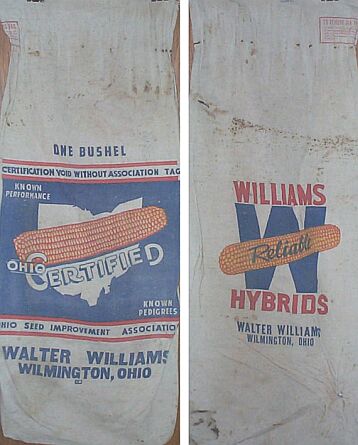 ONE BUSHEL
CERTIFICATION VOID WITHOUT ASSOCIATION TAG
KNOWN
PERFORMANCE
OHIO
CERTIFIED
KNOWN
PEDIGREES
OHIO SEED IMPROVEMENT ASSOCIATION
WALTER WILLIAMS
WILMINGTON, OHIO
WILLIAMS
W
Reliable
HYBRIDS
WALTER WILLIAMS
WILMINGTON, OHIO